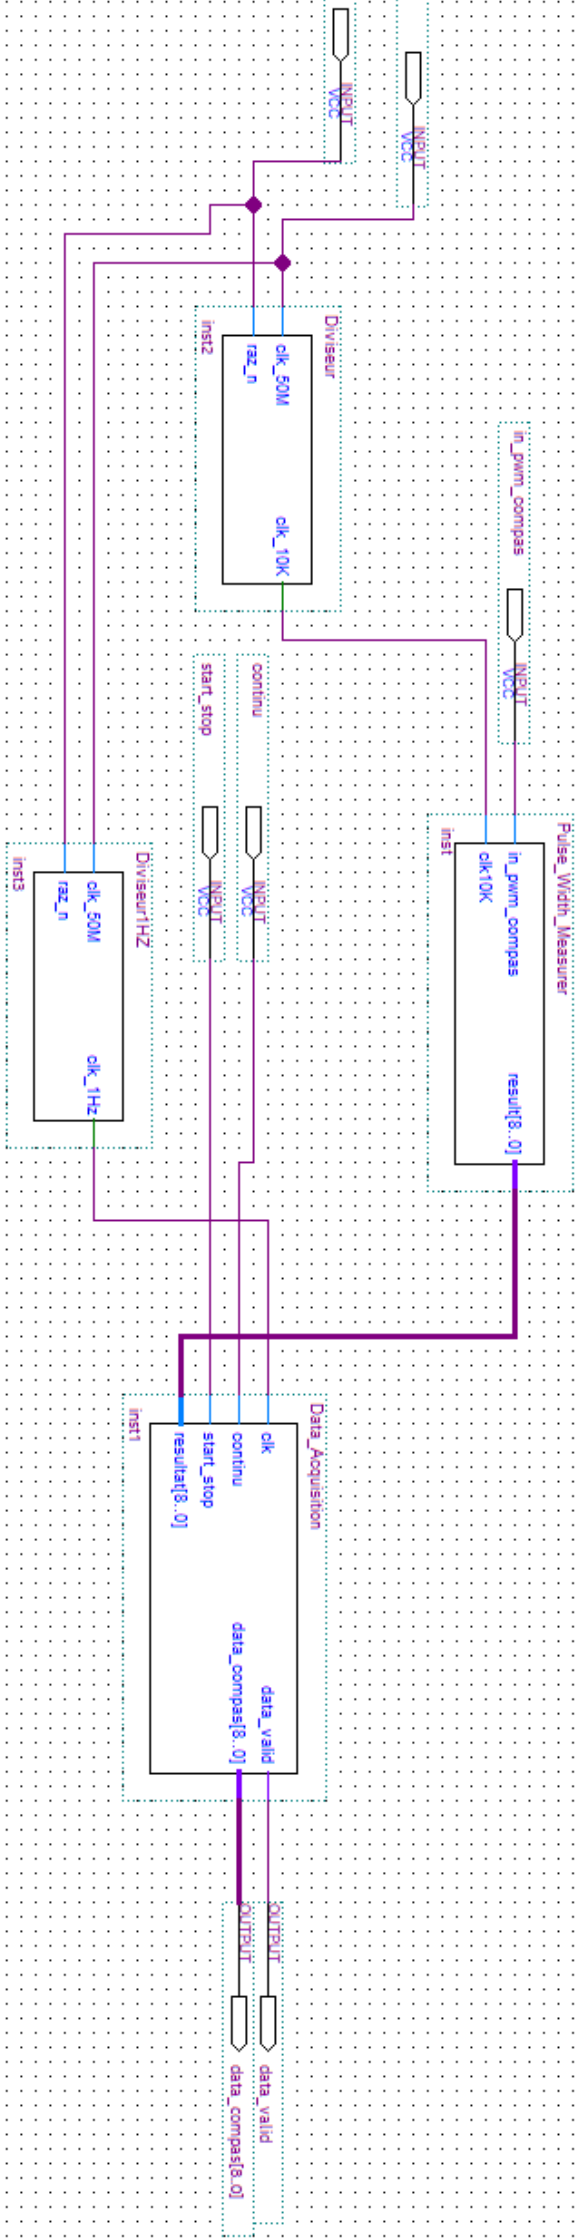 INPUT
VCC
INPUT
VCC
Diviseur
clk_50M
raz_n
clk_10K
inst2
in_pwm_compas
INPUT
VCC
Pulse_Width_Measurer
in_pwm_compas
clk10K
result[8..0]
inst
continu
INPUT
VCC
start_stop
INPUT
VCC
Diviseur1HZ
clk_50M
raz_n
clk_1Hz
inst3
Data_Acquisition
clk
continu
start_stop
resultat[8..0]
data_valid
data_compas[8..0]
inst1
OUTPUT
data_valid
OUTPUT
data_compas[8..0]